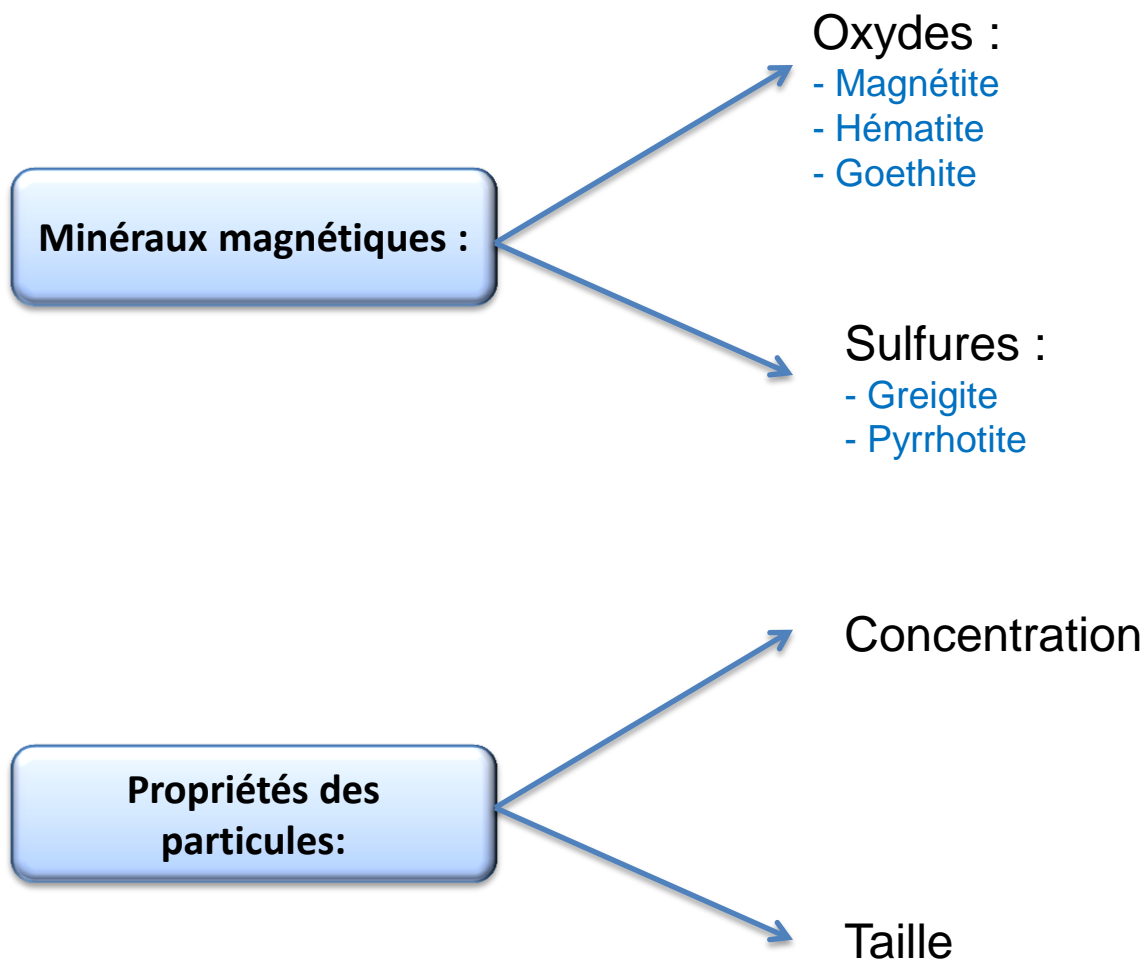 Minéraux magnétiques :
Oxydes :
- Magnétite
- Hématite
- Goethite
Sulfures :
- Greigite
- Pyrrhotite
Propriétés des
particules:
Concentration
Taille